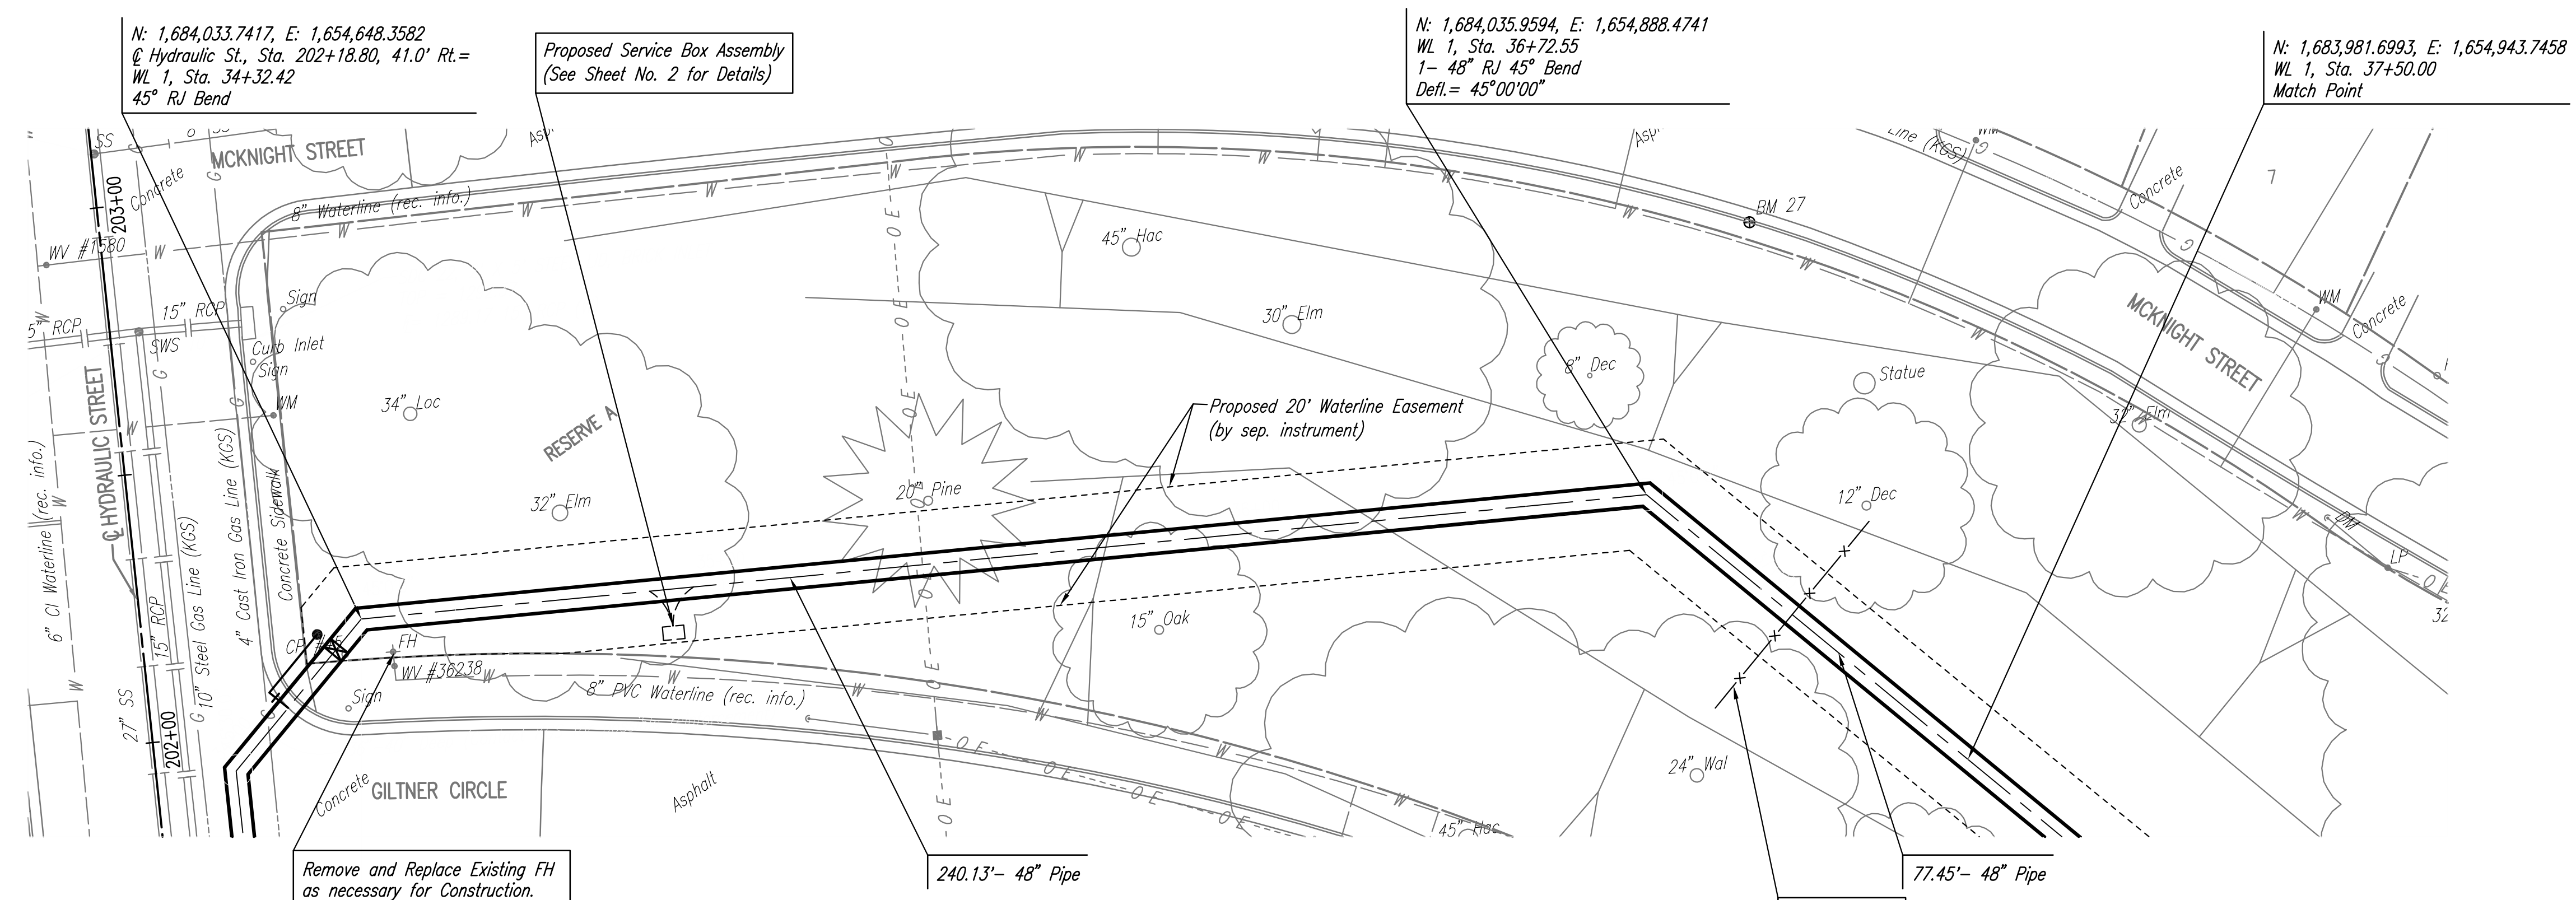 N: 1,684,033.7417, E: 1,654,648.3582
℄ Hydraulic St., Sta. 202+18.80, 41.0' Rt.=
WL 1, Sta. 34+32.42
45° RJ Bend
Proposed Service Box Assembly
(See Sheet No. 2 for Details)
N: 1,684,035.9594, E: 1,654,888.4741
WL 1, Sta. 36+72.55
1- 48" RJ 45° Bend
Defl.= 45°00'00"
N: 1,683,981.6993, E: 1,654,943.7458
WL 1, Sta. 37+50.00
Match Point
SS
MCKNIGHT STREET
Concrete
203+00
8" Waterline (rec. info.)
WV #1580
15" RCP
5" RCP
SWS
Sign
Curb Inlet
Sign
WM
℄ HYDRAULIC STREET
34" Loc
RESERVE A
32" Elm
20" Pine
45" Hac
30" Elm
8" Dec
Statue
12" Dec
BM 27
Line (KGS)
WM
Concrete
WM
Concrete
MCKNIGHT STREET
32" Elm
LP
32
Proposed 20' Waterline Easement
(by sep. instrument)
6" CI Waterline (rec. info.)
27" SS
15" RCP
202+00
10" Steel Gas Line (KGS)
4" Cast Iron Gas Line (KGS)
Concrete Sidewalk
FH
WV #36238
Sign
8" PVC Waterline (rec. info.)
15" Oak
24" Wal
45" Hac
Concrete
GILTNER CIRCLE
Asphalt
Remove and Replace Existing FH
as necessary for Construction.
240.13'- 48" Pipe
77.45'- 48" Pipe